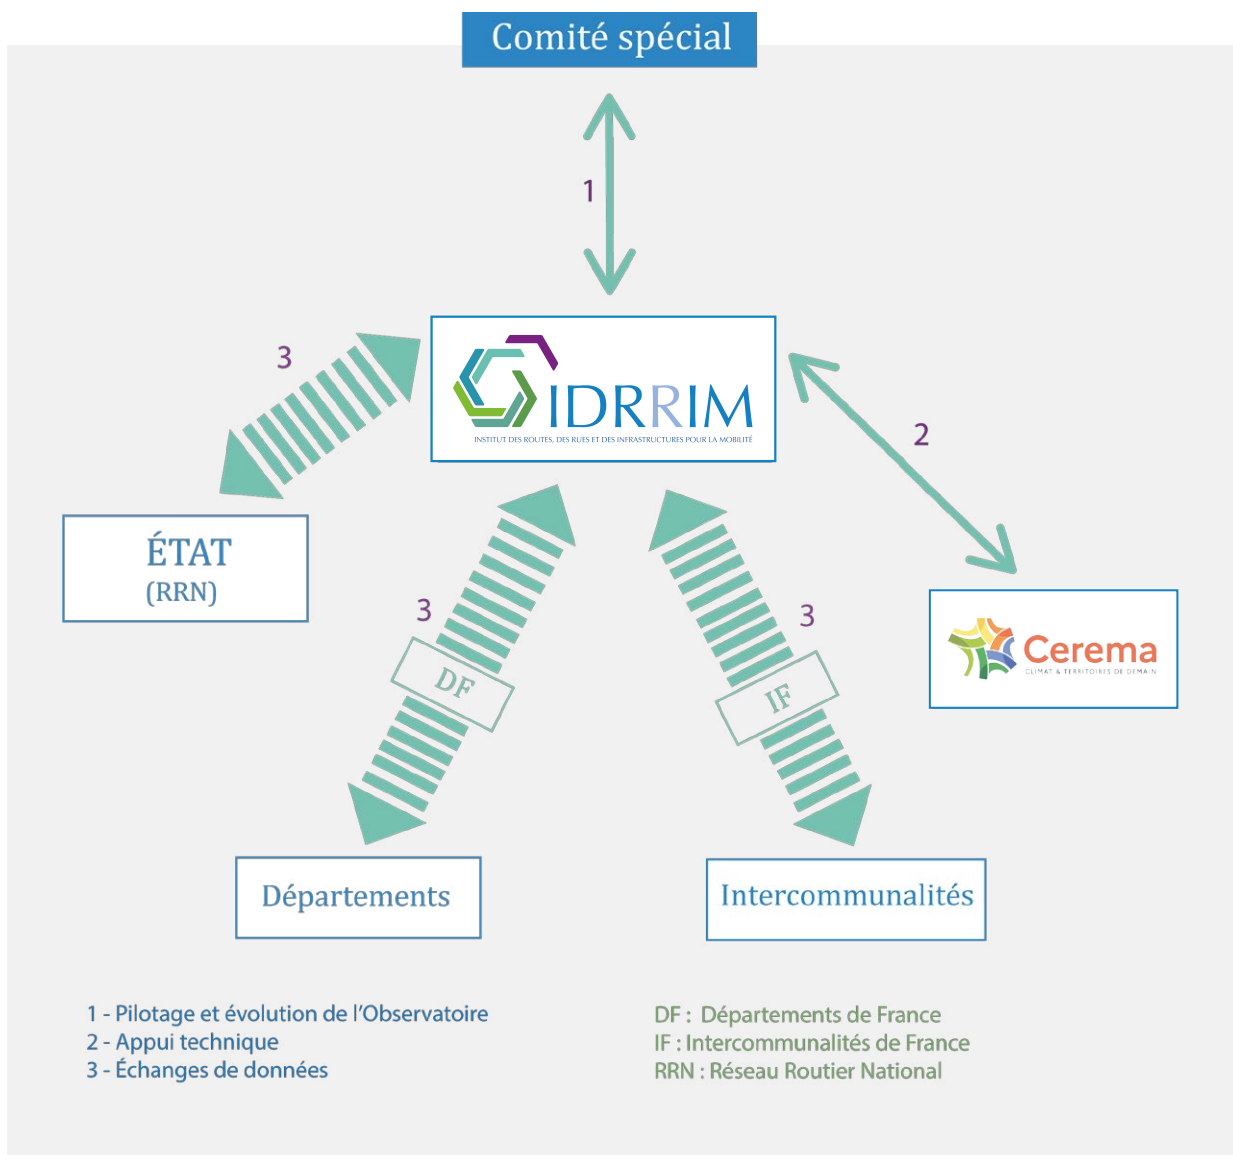 Comité spécial
1
3
IDRRIM
INSTITUT DES ROUTES, DES RUES ET DES INFRASTRUCTURES POUR LA MOBILITÉ
2
ÉTAT
(RRN)
3
3
Cerema
CLIMAT & TERRITOIRES DE DEMAIN
DF
IF
Départements
Intercommunalités
1 - Pilotage et évolution de l'Observatoire
2 - Appui technique
3 - Échanges de données
DF : Départements de France
IF : Intercommunalités de France
RRN : Réseau Routier National